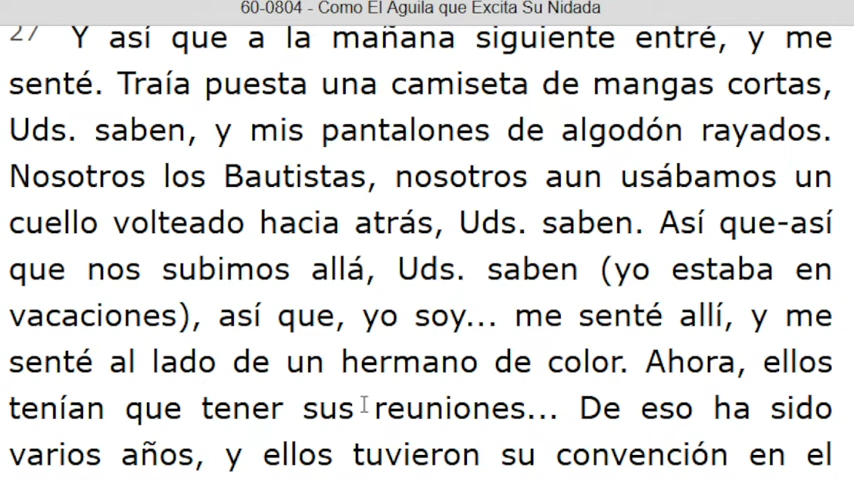 60-0804 - Como El Aguila que Excita Su Nidada
27 Y así que a la mañana siguiente entré, y me
senté. Traía puesta una camiseta de mangas cortas,
Uds. saben, y mis pantalones de algodón rayados.
Nosotros los Bautistas, nosotros aun usábamos un
cuello volteado hacia atrás, Uds. saben. Así que-así
que nos subimos allá, Uds. saben (yo estaba en
vacaciones), así que, yo soy... me senté allí, y me
senté al lado de un hermano de color. Ahora, ellos
tenían que tener sus reuniones... De eso ha sido
varios años, y ellos tuvieron su convención en el